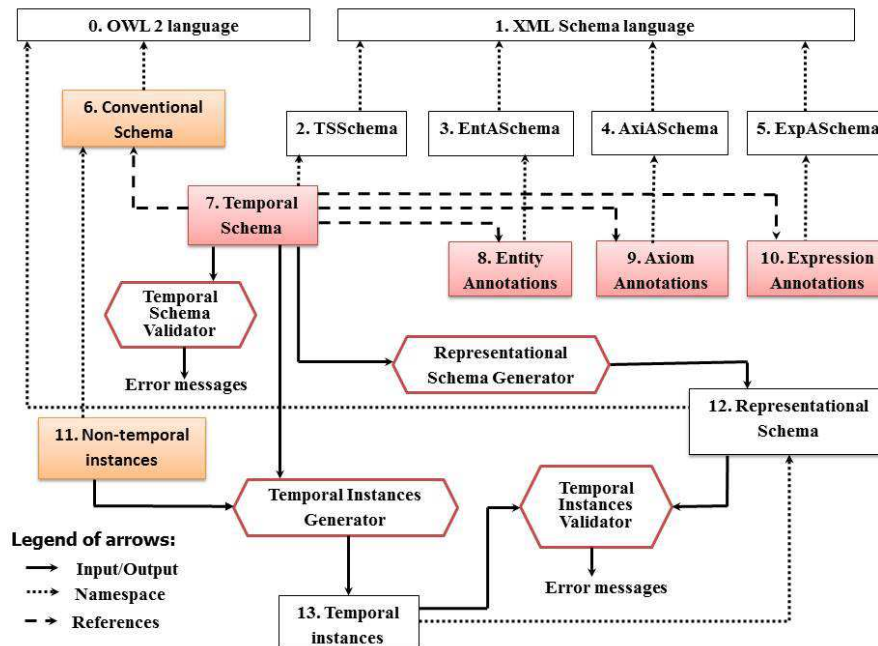 0. OWL 2 language
1. XML Schema language
6. Conventional
Schema
2. TSSchema
3. EntASchema
4. AxiASchema
5. ExpASchema
7. Temporal
Schema
8. Entity
Annotations
9. Axiom
Annotations
10. Expression
Annotations
Temporal
Schema
Validator
Error messages
Representational
Schema Generator
12. Representational
Schema
11. Non-temporal
instances
Temporal Instances
Generator
Temporal
Instances
Validator
Error messages
13. Temporal
instances
Legend of arrows:
Input/Output
Namespace
References